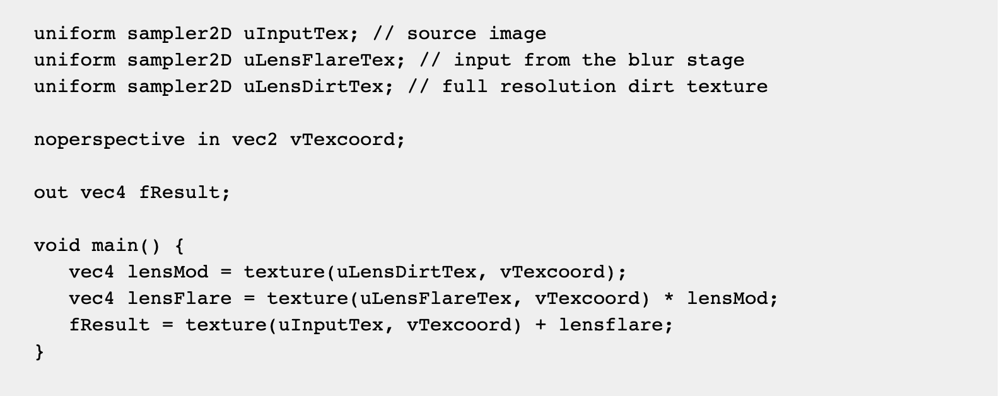 uniform sampler2D uInputTex; // source image
uniform sampler2D uLensFlareTex; // input from the blur stage
uniform sampler2D uLensDirtTex; // full resolution dirt texture
noperspective in vec2 vTexcoord;
out vec4 fResult;
void main() {
   vec4 lensMod = texture(uLensDirtTex, vTexcoord);
   vec4 lensFlare = texture(uLensFlareTex, vTexcoord) * lensMod;
   fResult = texture(uInputTex, vTexcoord) + lensflare;
}